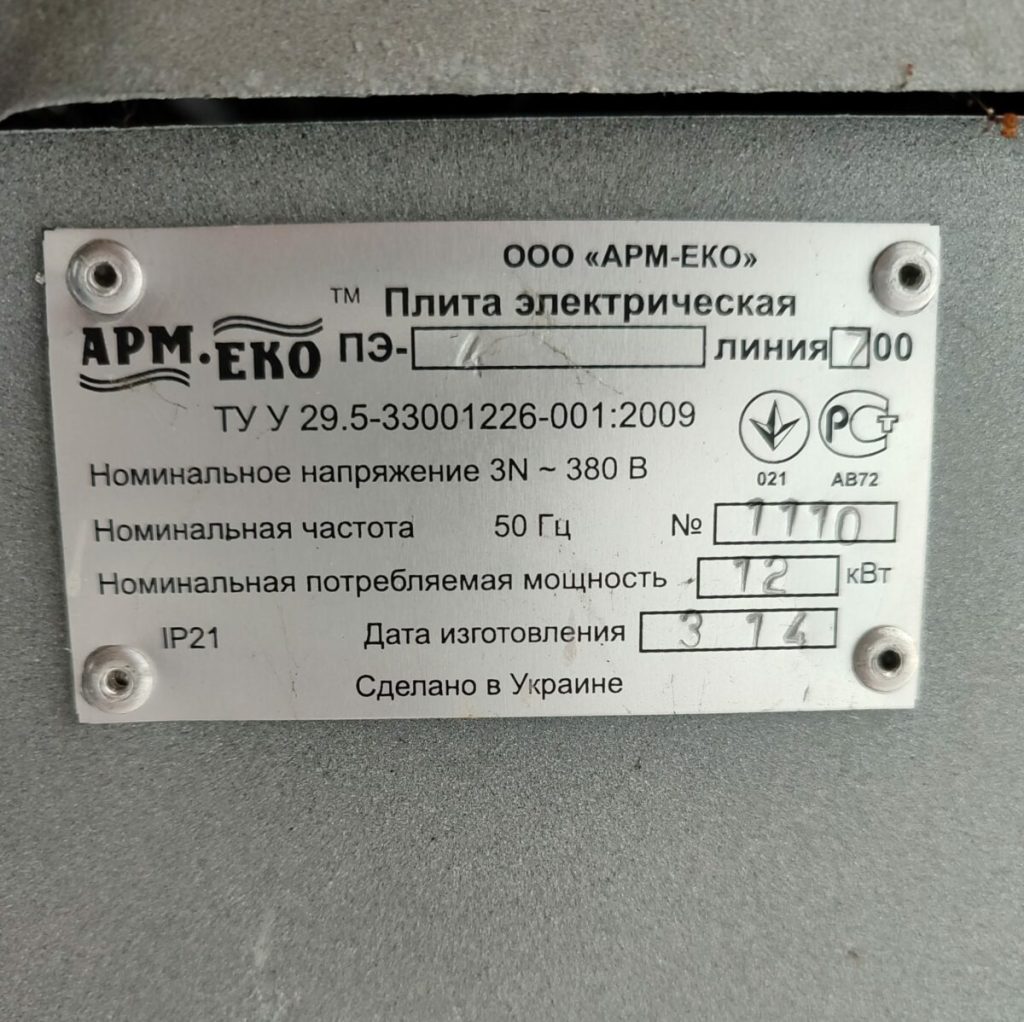 ООО «АРМ-ЕКО»
™ Плита электрическая
АРМ.ЕКО ПЭ-4 линия 700
ТУ У 29.5-33001226-001:2009
Номинальное напряжение 3N ~ 380 В
021 АВ72
Номинальная частота 50 Гц № 1110
Номинальная потребляемая мощность 12 кВт
IP21 Дата изготовления 3 14
Сделано в Украине